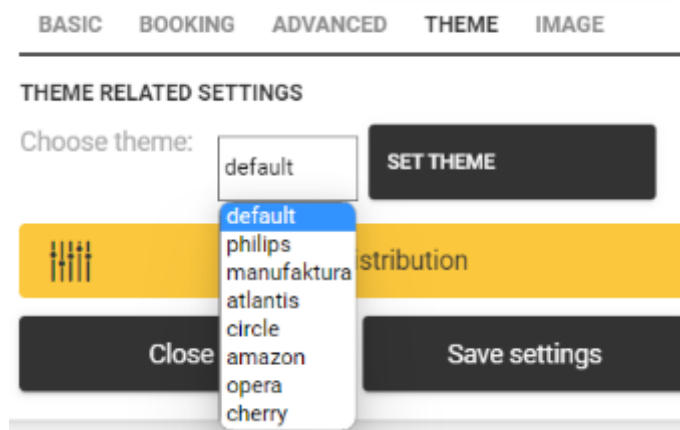 BASIC BOOKING ADVANCED THEME IMAGE
THEME RELATED SETTINGS
Choose theme: default SET THEME
default
philips
manufaktura
atlantis
circle
amazon
opera
cherry
stribution
Close
Save settings